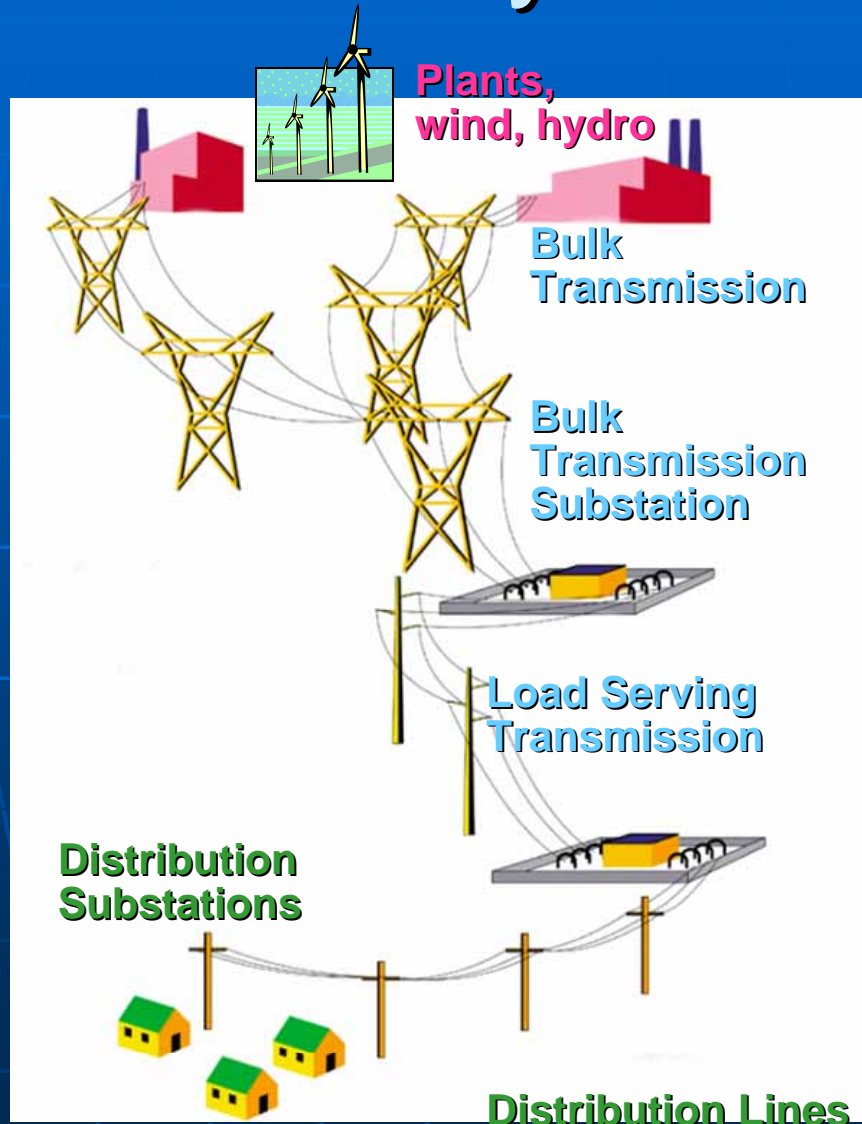 Plants,
wind, hydro
Bulk
Transmission
Bulk
Transmission
Substation
Load Serving
Transmission
Distribution
Substations
Distribution Lines